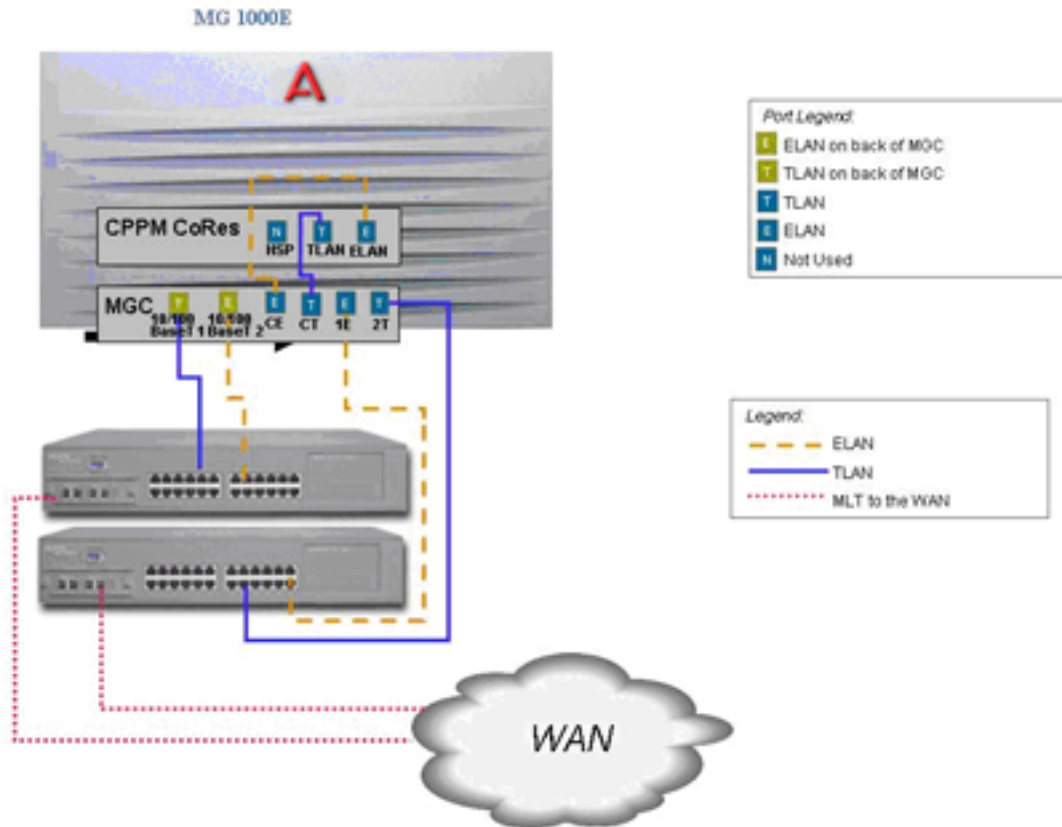 MG 1000E
A
CPPM CoRes
N
T
E
HSP
TLAN
ELAN
MGC
T
E
E
T
E
T
10/100
BaseT 1
10/100
BaseT 2
CE
CT
1E
2T
Port Legend:
E ELAN on back of MGC
T TLAN on back of MGC
T TLAN
E ELAN
N Not Used
Legend:
ELAN
TLAN
MLT to the WAN
WAN